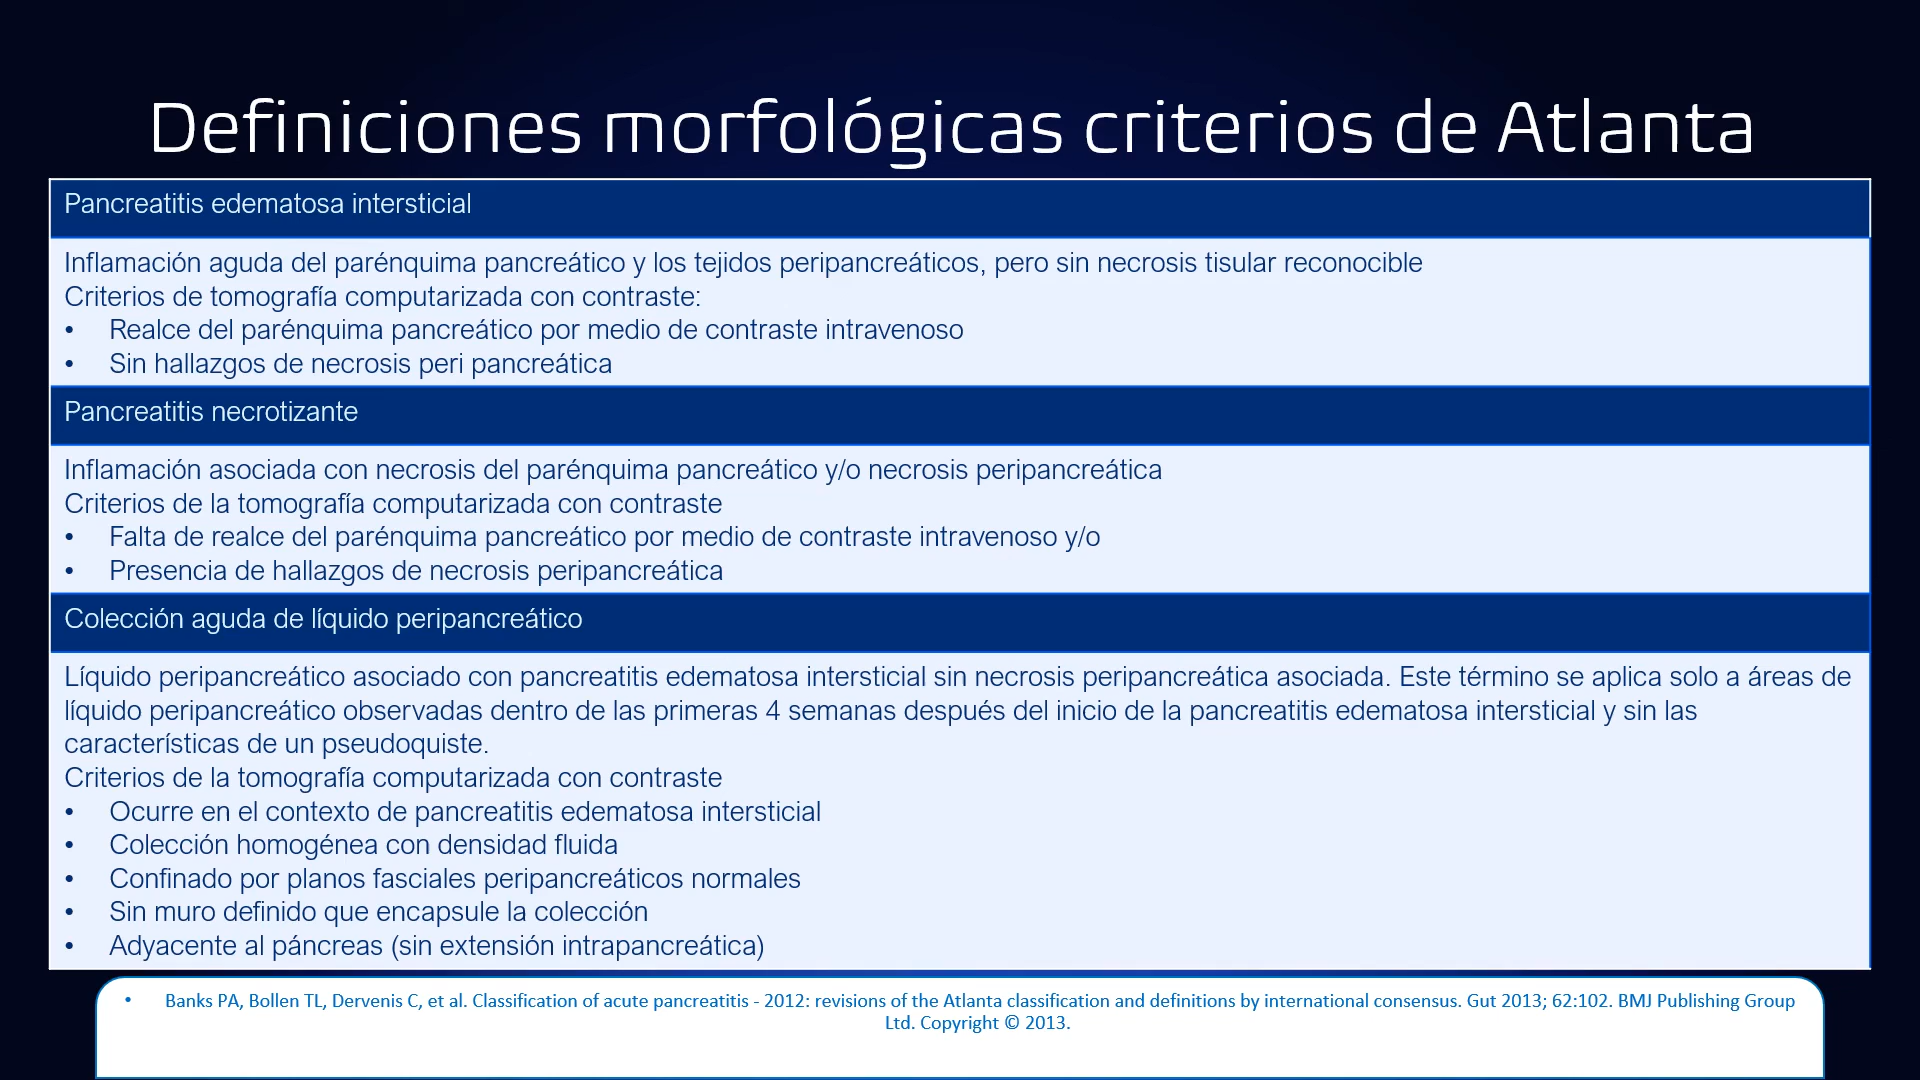 Definiciones morfológicas criterios de Atlanta
Pancreatitis edematosa intersticial
Inflamación aguda del parénquima pancreático y los tejidos peripancreáticos, pero sin necrosis tisular reconocible
Criterios de tomografía computarizada con contraste:
• Realce del parénquima pancreático por medio de contraste intravenoso
• Sin hallazgos de necrosis peri pancreática
Pancreatitis necrotizante
Inflamación asociada con necrosis del parénquima pancreático y/o necrosis peripancreática
Criterios de la tomografía computarizada con contraste
• Falta de realce del parénquima pancreático por medio de contraste intravenoso y/o
• Presencia de hallazgos de necrosis peripancreática
Colección aguda de líquido peripancreático
Líquido peripancreático asociado con pancreatitis edematosa intersticial sin necrosis peripancreática asociada. Este término se aplica solo a áreas de
líquido peripancreático observadas dentro de las primeras 4 semanas después del inicio de la pancreatitis edematosa intersticial y sin las
características de un pseudoquiste.
Criterios de la tomografía computarizada con contraste
• Ocurre en el contexto de pancreatitis edematosa intersticial
• Colección homogénea con densidad fluida
• Confinado por planos fasciales peripancreáticos normales
• Sin muro definido que encapsule la colección
• Adyacente al páncreas (sin extensión intrapancreática)
• Banks PA, Bollen TL, Dervenis C, et al. Classification of acute pancreatitis - 2012: revisions of the Atlanta classification and definitions by international consensus. Gut 2013; 62:102. BMJ Publishing Group
Ltd. Copyright © 2013.